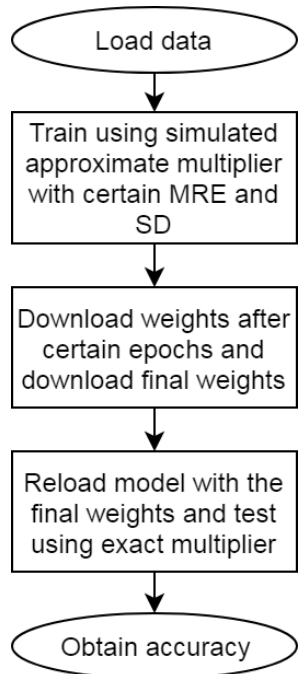 Load data
Train using simulated
approximate multiplier
with certain MRE and
SD
Download weights after
certain epochs and
download final weights
Reload model with the
final weights and test
using exact multiplier
Obtain accuracy